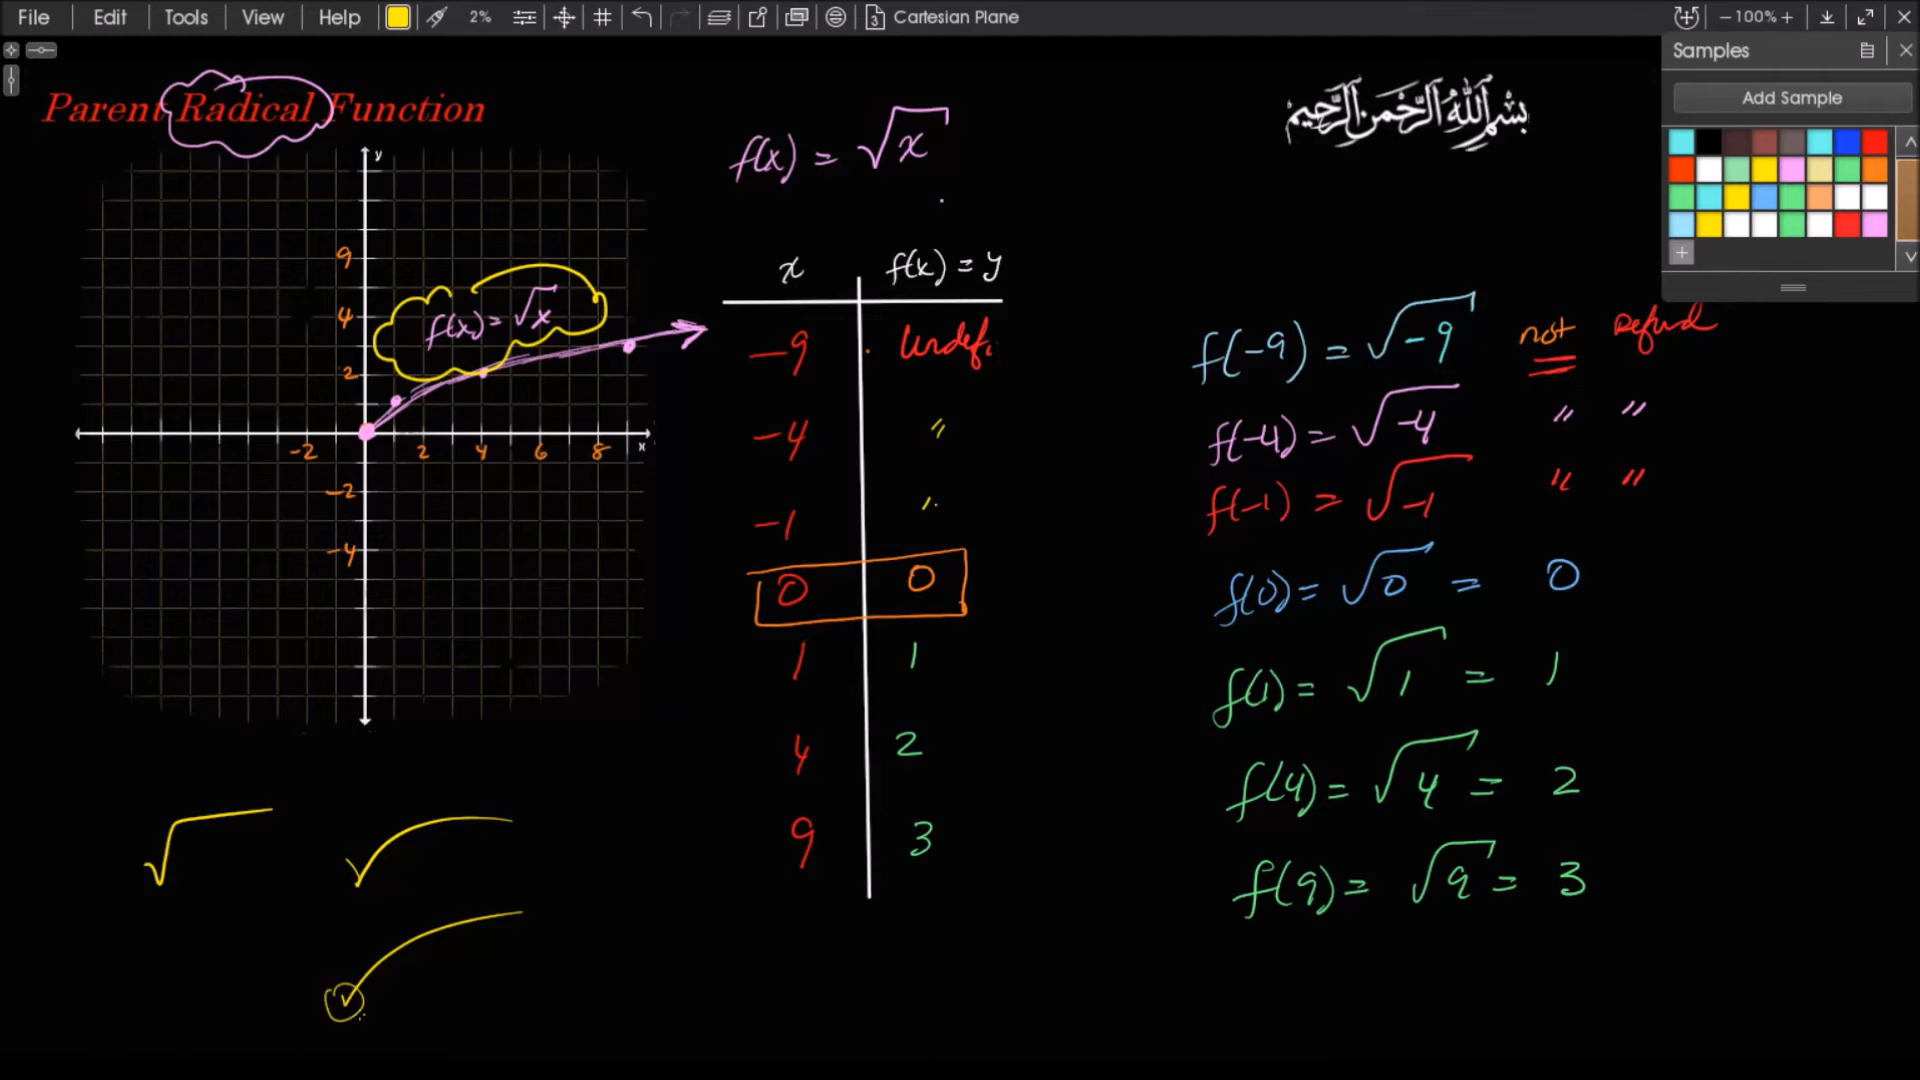 File Edit Tools View Help 2% 3 Cartesian Plane − 100% +
Samples
Add Sample
Parent Radical Function
بسم الله الرحمن الرحيم
f(x) = √x
y
9
4
2
-2
-4
-2 2 4 6 8 x
f(x) = √x
x f(x) = y
-9 Undef.
-4 "
-1 "
0 0
1 1
4 2
9 3
f(-9) = √-9 not
f(-4) = √-4 " "
f(-1) = √-1 " "
f(0) = √0 = 0
f(1) = √1 = 1
f(4) = √4 = 2
f(9) = √9 = 3
√